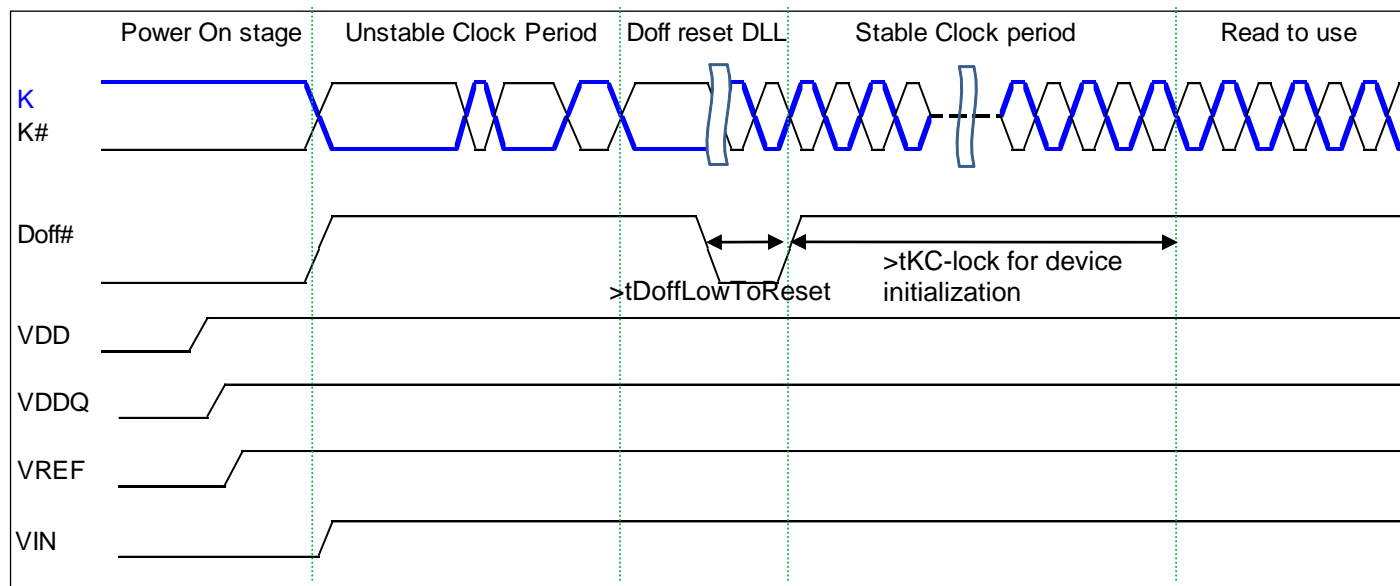 Power On stage
Unstable Clock Period
Doff reset DLL
Stable Clock period
Read to use
K
K#
Doff#
>tDoffLowToReset
>tKC-lock for device
initialization
VDD
VDDQ
VREF
VIN